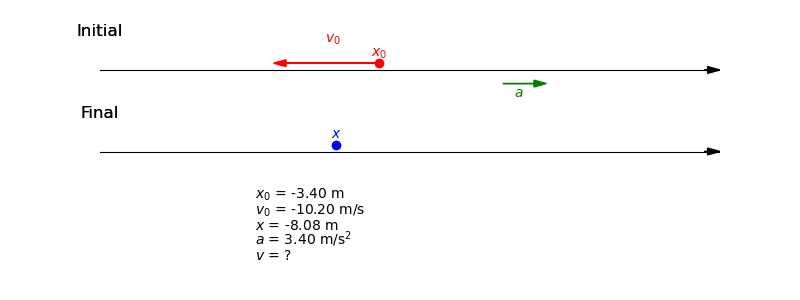 Initial
v₀
x₀
a
Final
x
x₀ = -3.40 m
v₀ = -10.20 m/s
x = -8.08 m
a = 3.40 m/s²
v = ?